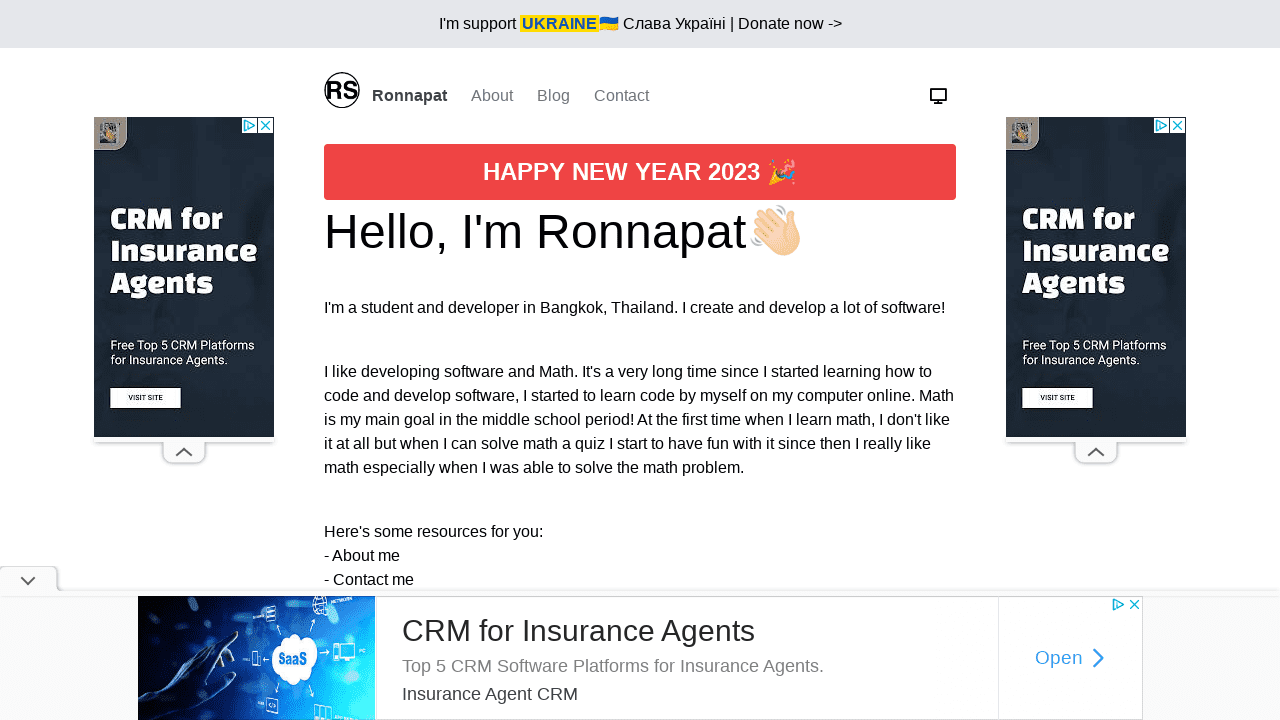 I'm support UKRAINE🇺🇦 Слава Україні | Donate now ->
RS Ronnapat About Blog Contact
HAPPY NEW YEAR 2023 🎉
Hello, I'm Ronnapat👋🏻
I'm a student and developer in Bangkok, Thailand. I create and develop a lot of software!
I like developing software and Math. It's a very long time since I started learning how to
code and develop software, I started to learn code by myself on my computer online. Math
is my main goal in the middle school period! At the first time when I learn math, I don't like
it at all but when I can solve math a quiz I start to have fun with it since then I really like
math especially when I was able to solve the math problem.
Here's some resources for you:
- About me
- Contact me
CRM for
Insurance
Agents
Free Top 5 CRM Platforms
for Insurance Agents.
VISIT SITE
CRM for
Insurance
Agents
Free Top 5 CRM Platforms
for Insurance Agents.
VISIT SITE
SaaS
CRM for Insurance Agents
Top 5 CRM Software Platforms for Insurance Agents.
Insurance Agent CRM
Open